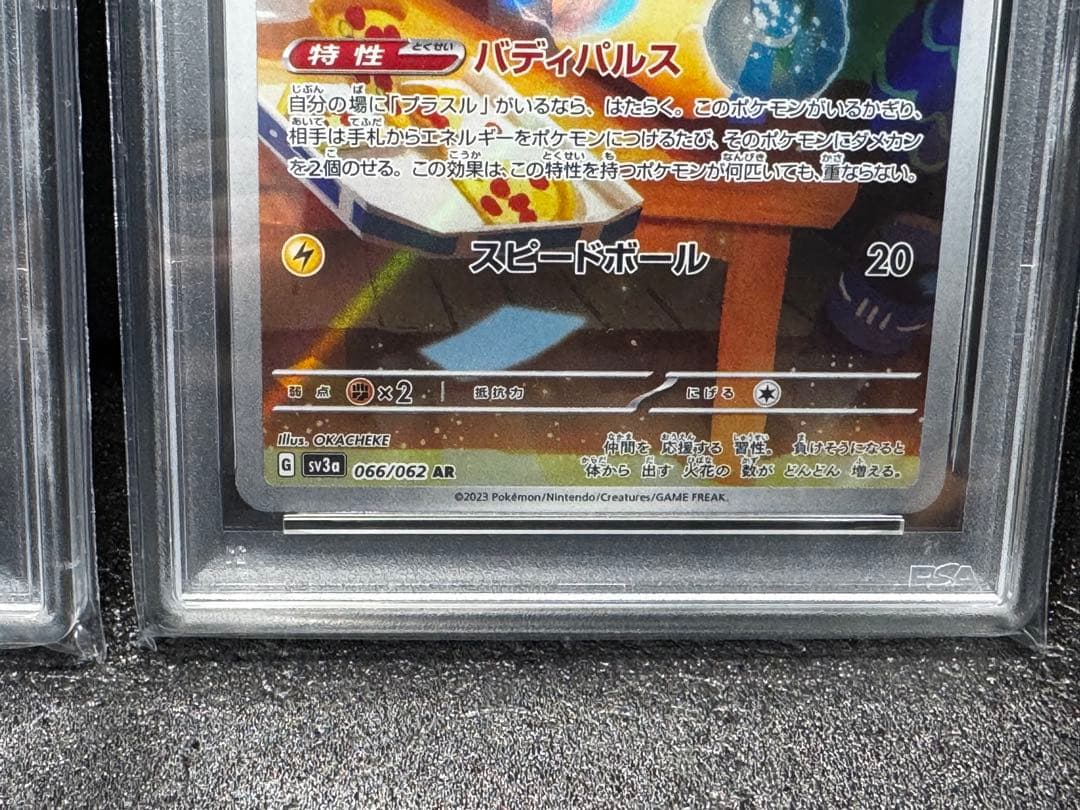 特性 とくせい バディパルス
自分の場に「プラスル」がいるなら、はたらく。このポケモンがいるかぎり、
相手は手札からエネルギーをポケモンにつけるたび、そのポケモンにダメカン
を2個のせる。この効果は、この特性を持つポケモンが何匹いても、重ならない。
スピードボール 20
弱点 ×2 抵抗力 にげる
Illus. OKACHEKE
仲間を 応援する 習性。 負けそうになると
G sv3a 066/062 AR
体から 出す 火花の 数が どんどん 増える。
©2023 Pokémon/Nintendo/Creatures/GAME FREAK.
PSA